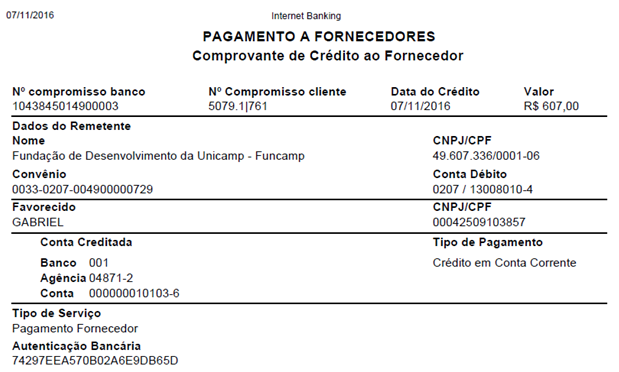 07/11/2016 Internet Banking
PAGAMENTO A FORNECEDORES
Comprovante de Crédito ao Fornecedor
Nº compromisso banco Nº Compromisso cliente Data do Crédito Valor
1043845014900003 5079.1|761 07/11/2016 R$ 607,00
Dados do Remetente
Nome CNPJ/CPF
Fundação de Desenvolvimento da Unicamp - Funcamp 49.607.336/0001-06
Convênio Conta Débito
0033-0207-004900000729 0207 / 13008010-4
Favorecido CNPJ/CPF
GABRIEL 00042509103857
Conta Creditada Tipo de Pagamento
Banco 001 Crédito em Conta Corrente
Agência 04871-2
Conta 000000010103-6
Tipo de Serviço
Pagamento Fornecedor
Autenticação Bancária
74297EEA570B02A6E9DB65D